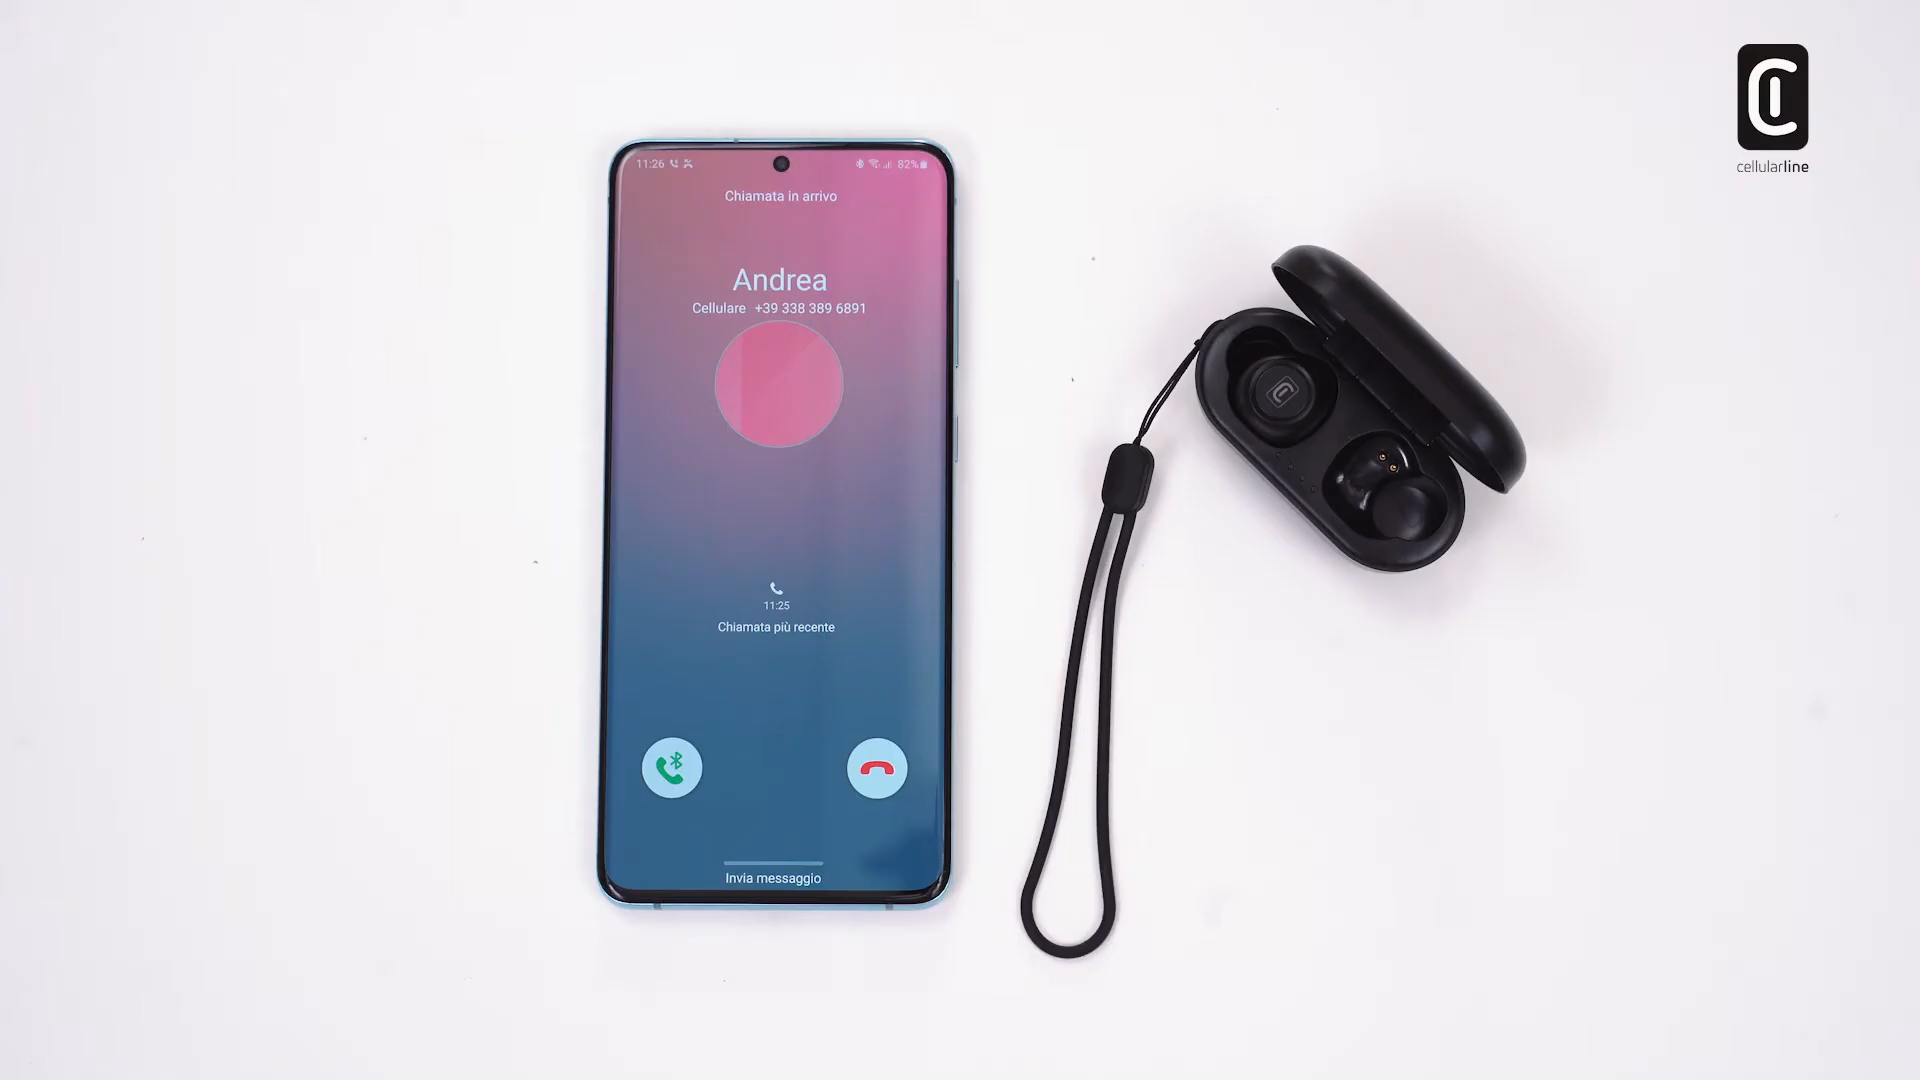 cellularline
11:26 82%
Chiamata in arrivo
Andrea
Cellulare +39 338 389 6891
11:25
Chiamata più recente
Invia messaggio